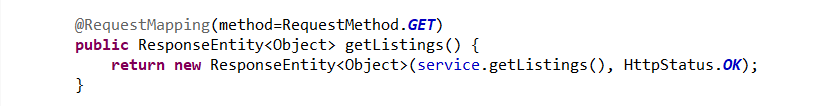 @RequestMapping(method=RequestMethod.GET)
public ResponseEntity<Object> getListings() {
return new ResponseEntity<Object>(service.getListings(), HttpStatus.OK);
}